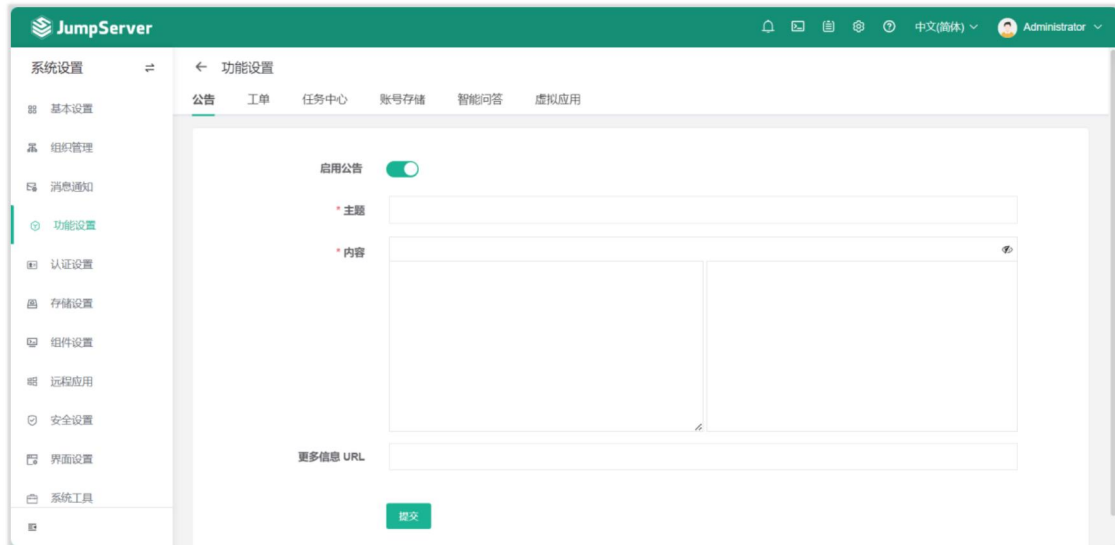 JumpServer
中文(简体)
Administrator
系统设置
基本设置
组织管理
消息通知
功能设置
认证设置
存储设置
组件设置
远程应用
安全设置
界面设置
系统工具
功能设置
公告 工单 任务中心 账号存储 智能问答 虚拟应用
启用公告
* 主题
* 内容
更多信息 URL
提交